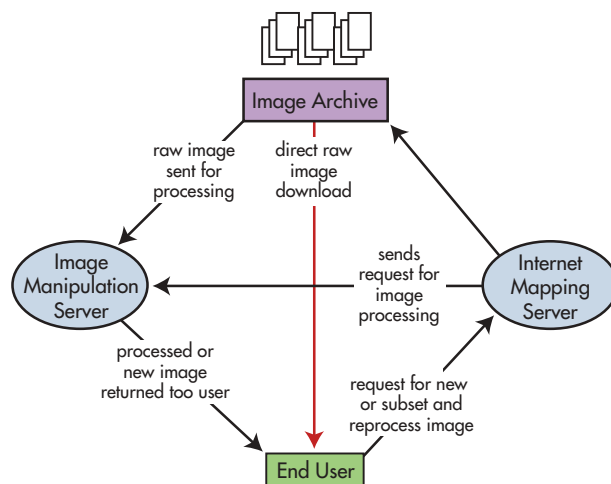 Image Archive
raw image
sent for
processing
direct raw
image
download
Image
Manipulation
Server
sends
request for
image
processing
Internet
Mapping
Server
processed or
new image
returned too user
request for new
or subset and
reprocess image
End User